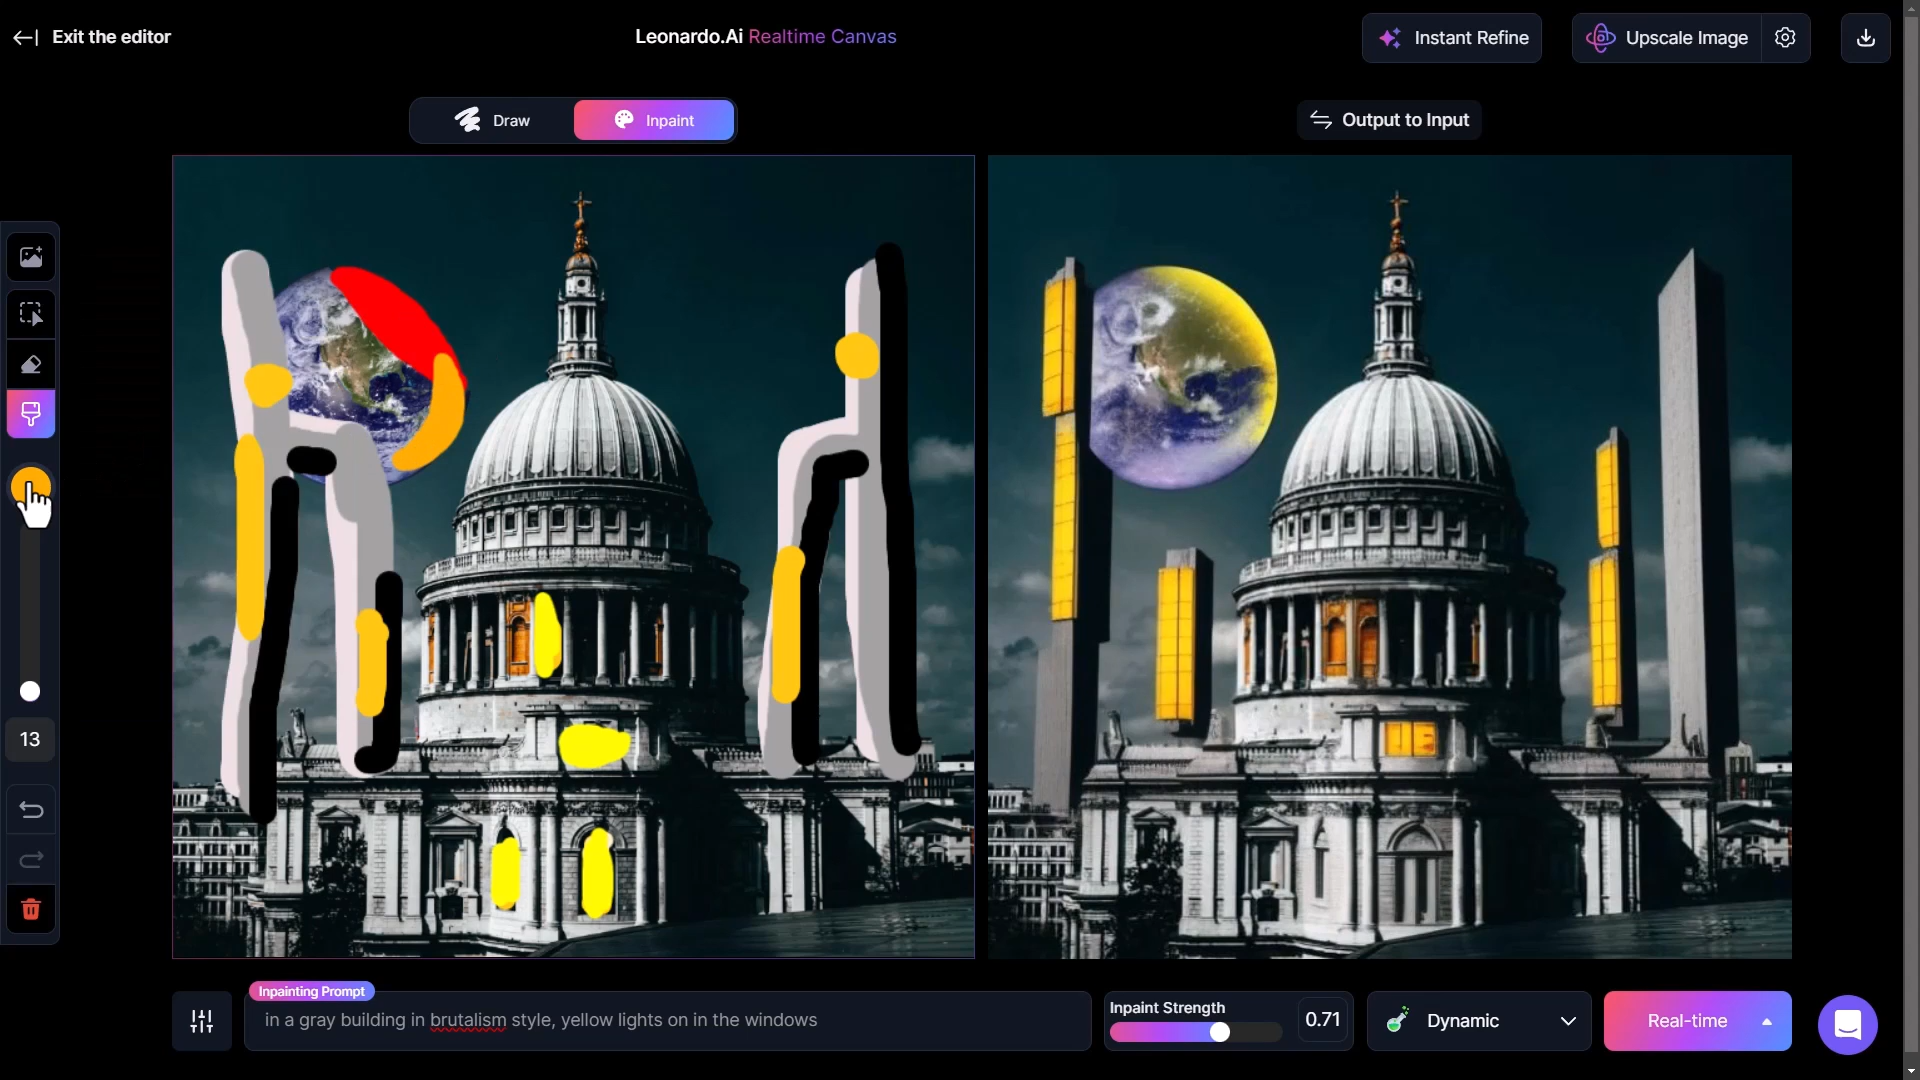 Exit the editor
Leonardo.Ai Realtime Canvas
Instant Refine
Upscale Image
Draw
Inpaint
Output to Input
13
Inpainting Prompt
in a gray building in brutalism style, yellow lights on in the windows
Inpaint Strength
0.71
Dynamic
Real-time